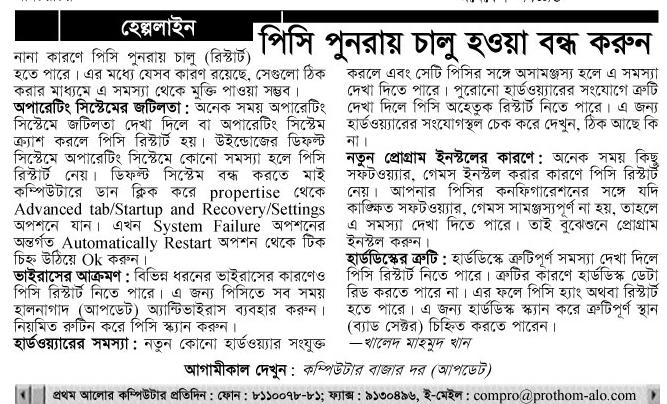 হেল্পলাইন
পিসি পুনরায় চালু হওয়া বন্ধ করুন
নানা কারণে পিসি পুনরায় চালু (রিস্টার্ট)
হতে পারে। এর মধ্যে যেসব কারণ রয়েছে, সেগুলো ঠিক
করার মাধ্যমে এ সমস্যা থেকে মুক্তি পাওয়া সম্ভব।
অপারেটিং সিস্টেমের জটিলতা : অনেক সময় অপারেটিং
সিস্টেমে জটিলতা দেখা দিলে বা অপারেটিং সিস্টেম
ক্র্যাশ করলে পিসি রিস্টার্ট হয়। উইন্ডোজের ডিফল্ট
সিস্টেমে অপারেটিং সিস্টেমে কোনো সমস্যা হলে পিসি
রিস্টার্ট নেয়। ডিফল্ট সিস্টেম বন্ধ করতে মাই
কম্পিউটারে ডান ক্লিক করে propertise থেকে
Advanced tab/Startup and Recovery/Settings
অপশনে যান। এখন System Failure অপশনের
অন্তর্গত Automatically Restart অপশন থেকে টিক
চিহ্ন উঠিয়ে Ok করুন।
ভাইরাসের আক্রমণ : বিভিন্ন ধরনের ভাইরাসের কারণেও
পিসি রিস্টার্ট নিতে পারে। এ জন্য পিসিতে সব সময়
হালনাগাদ (আপডেট) অ্যান্টিভাইরাস ব্যবহার করুন।
নিয়মিত রুটিন করে পিসি স্ক্যান করুন।
হার্ডওয়্যারের সমস্যা : নতুন কোনো হার্ডওয়্যার সংযুক্ত
করলে এবং সেটি পিসির সঙ্গে অসামঞ্জস্য হলে এ সমস্যা
দেখা দিতে পারে। পুরোনো হার্ডওয়্যারের সংযোগে ত্রুটি
দেখা দিলে পিসি অহেতুক রিস্টার্ট নিতে পারে। এ জন্য
হার্ডওয়্যারের সংযোগস্থল চেক করে দেখুন, ঠিক আছে কি
না।
নতুন প্রোগ্রাম ইনস্টলের কারণে : অনেক সময় কিছু
সফটওয়্যার, গেমস ইনস্টল করার কারণে পিসি রিস্টার্ট
নেয়। আপনার পিসির কনফিগারেশনের সঙ্গে যদি
কাঙ্ক্ষিত সফটওয়্যার, গেমস সামঞ্জস্যপূর্ণ না হয়, তাহলে
এ সমস্যা দেখা দিতে পারে। তাই বুঝেশুনে প্রোগ্রাম
ইনস্টল করুন।
হার্ডডিস্কের ত্রুটি : হার্ডডিস্কে ত্রুটিপূর্ণ সমস্যা দেখা দিলে
পিসি রিস্টার্ট নিতে পারে। ত্রুটির কারণে হার্ডডিস্ক ডেটা
রিড করতে পারে না। এর ফলে পিসি হ্যাং অথবা রিস্টার্ট
হতে পারে। এ জন্য হার্ডডিস্ক স্ক্যান করে ত্রুটিপূর্ণ স্থান
(ব্যাড সেক্টর) চিহ্নিত করতে পারেন।
—খালেদ মাহমুদ খান
আগামীকাল দেখুন : কম্পিউটার বাজার দর (আপডেট)
প্রথম আলোর কম্পিউটার প্রতিদিন : ফোন : ৮১১০০৭৮-৮১; ফ্যাক্স : ৯১৩০৪৯৬, ই-মেইল : compro@prothom-alo.com